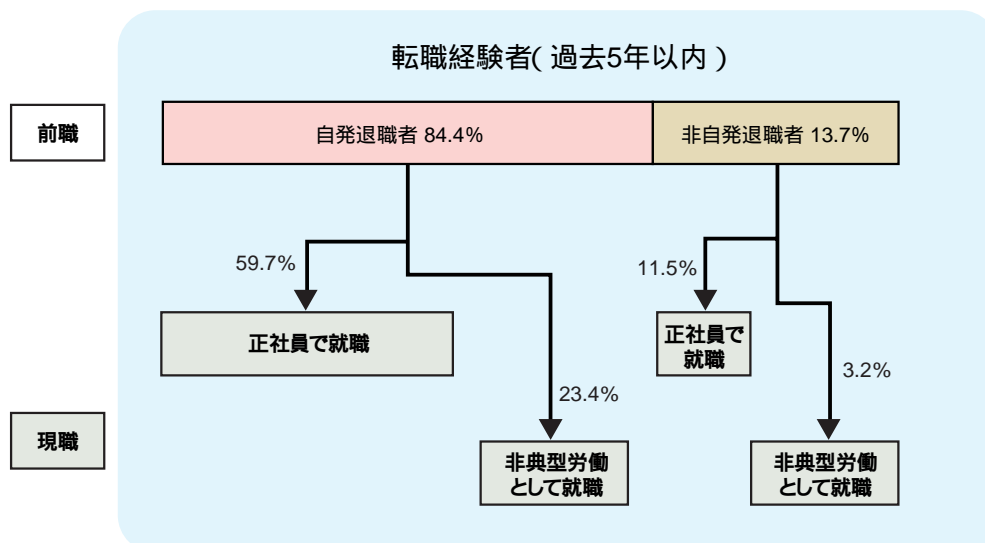 転職経験者(過去5年以内)
前職
自発退職者 84.4%
非自発退職者 13.7%
59.7%
11.5%
正社員で就職
正社員で
就職
23.4%
3.2%
現職
非典型労働
として就職
非典型労働
として就職